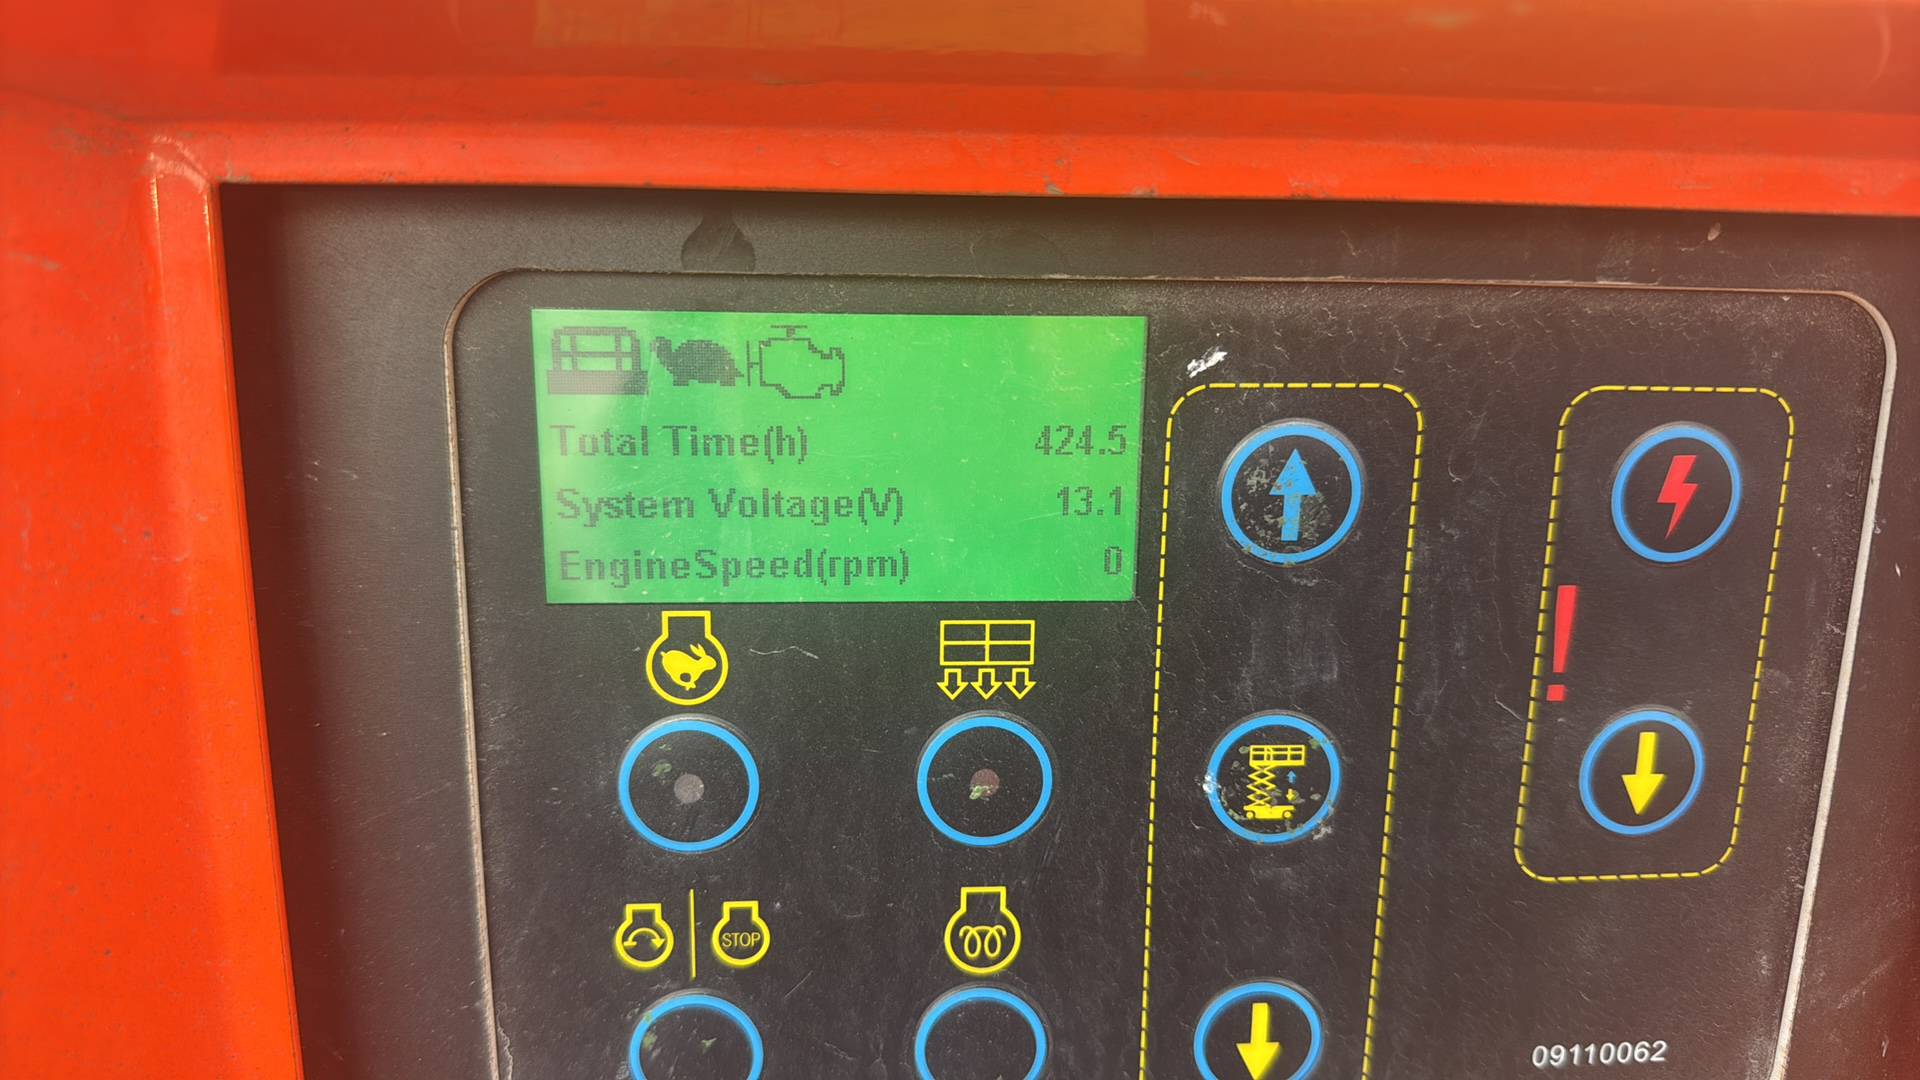 Total Time(h) 424.5
System Voltage(V) 13.1
EngineSpeed(rpm) 0
!
STOP
09110062